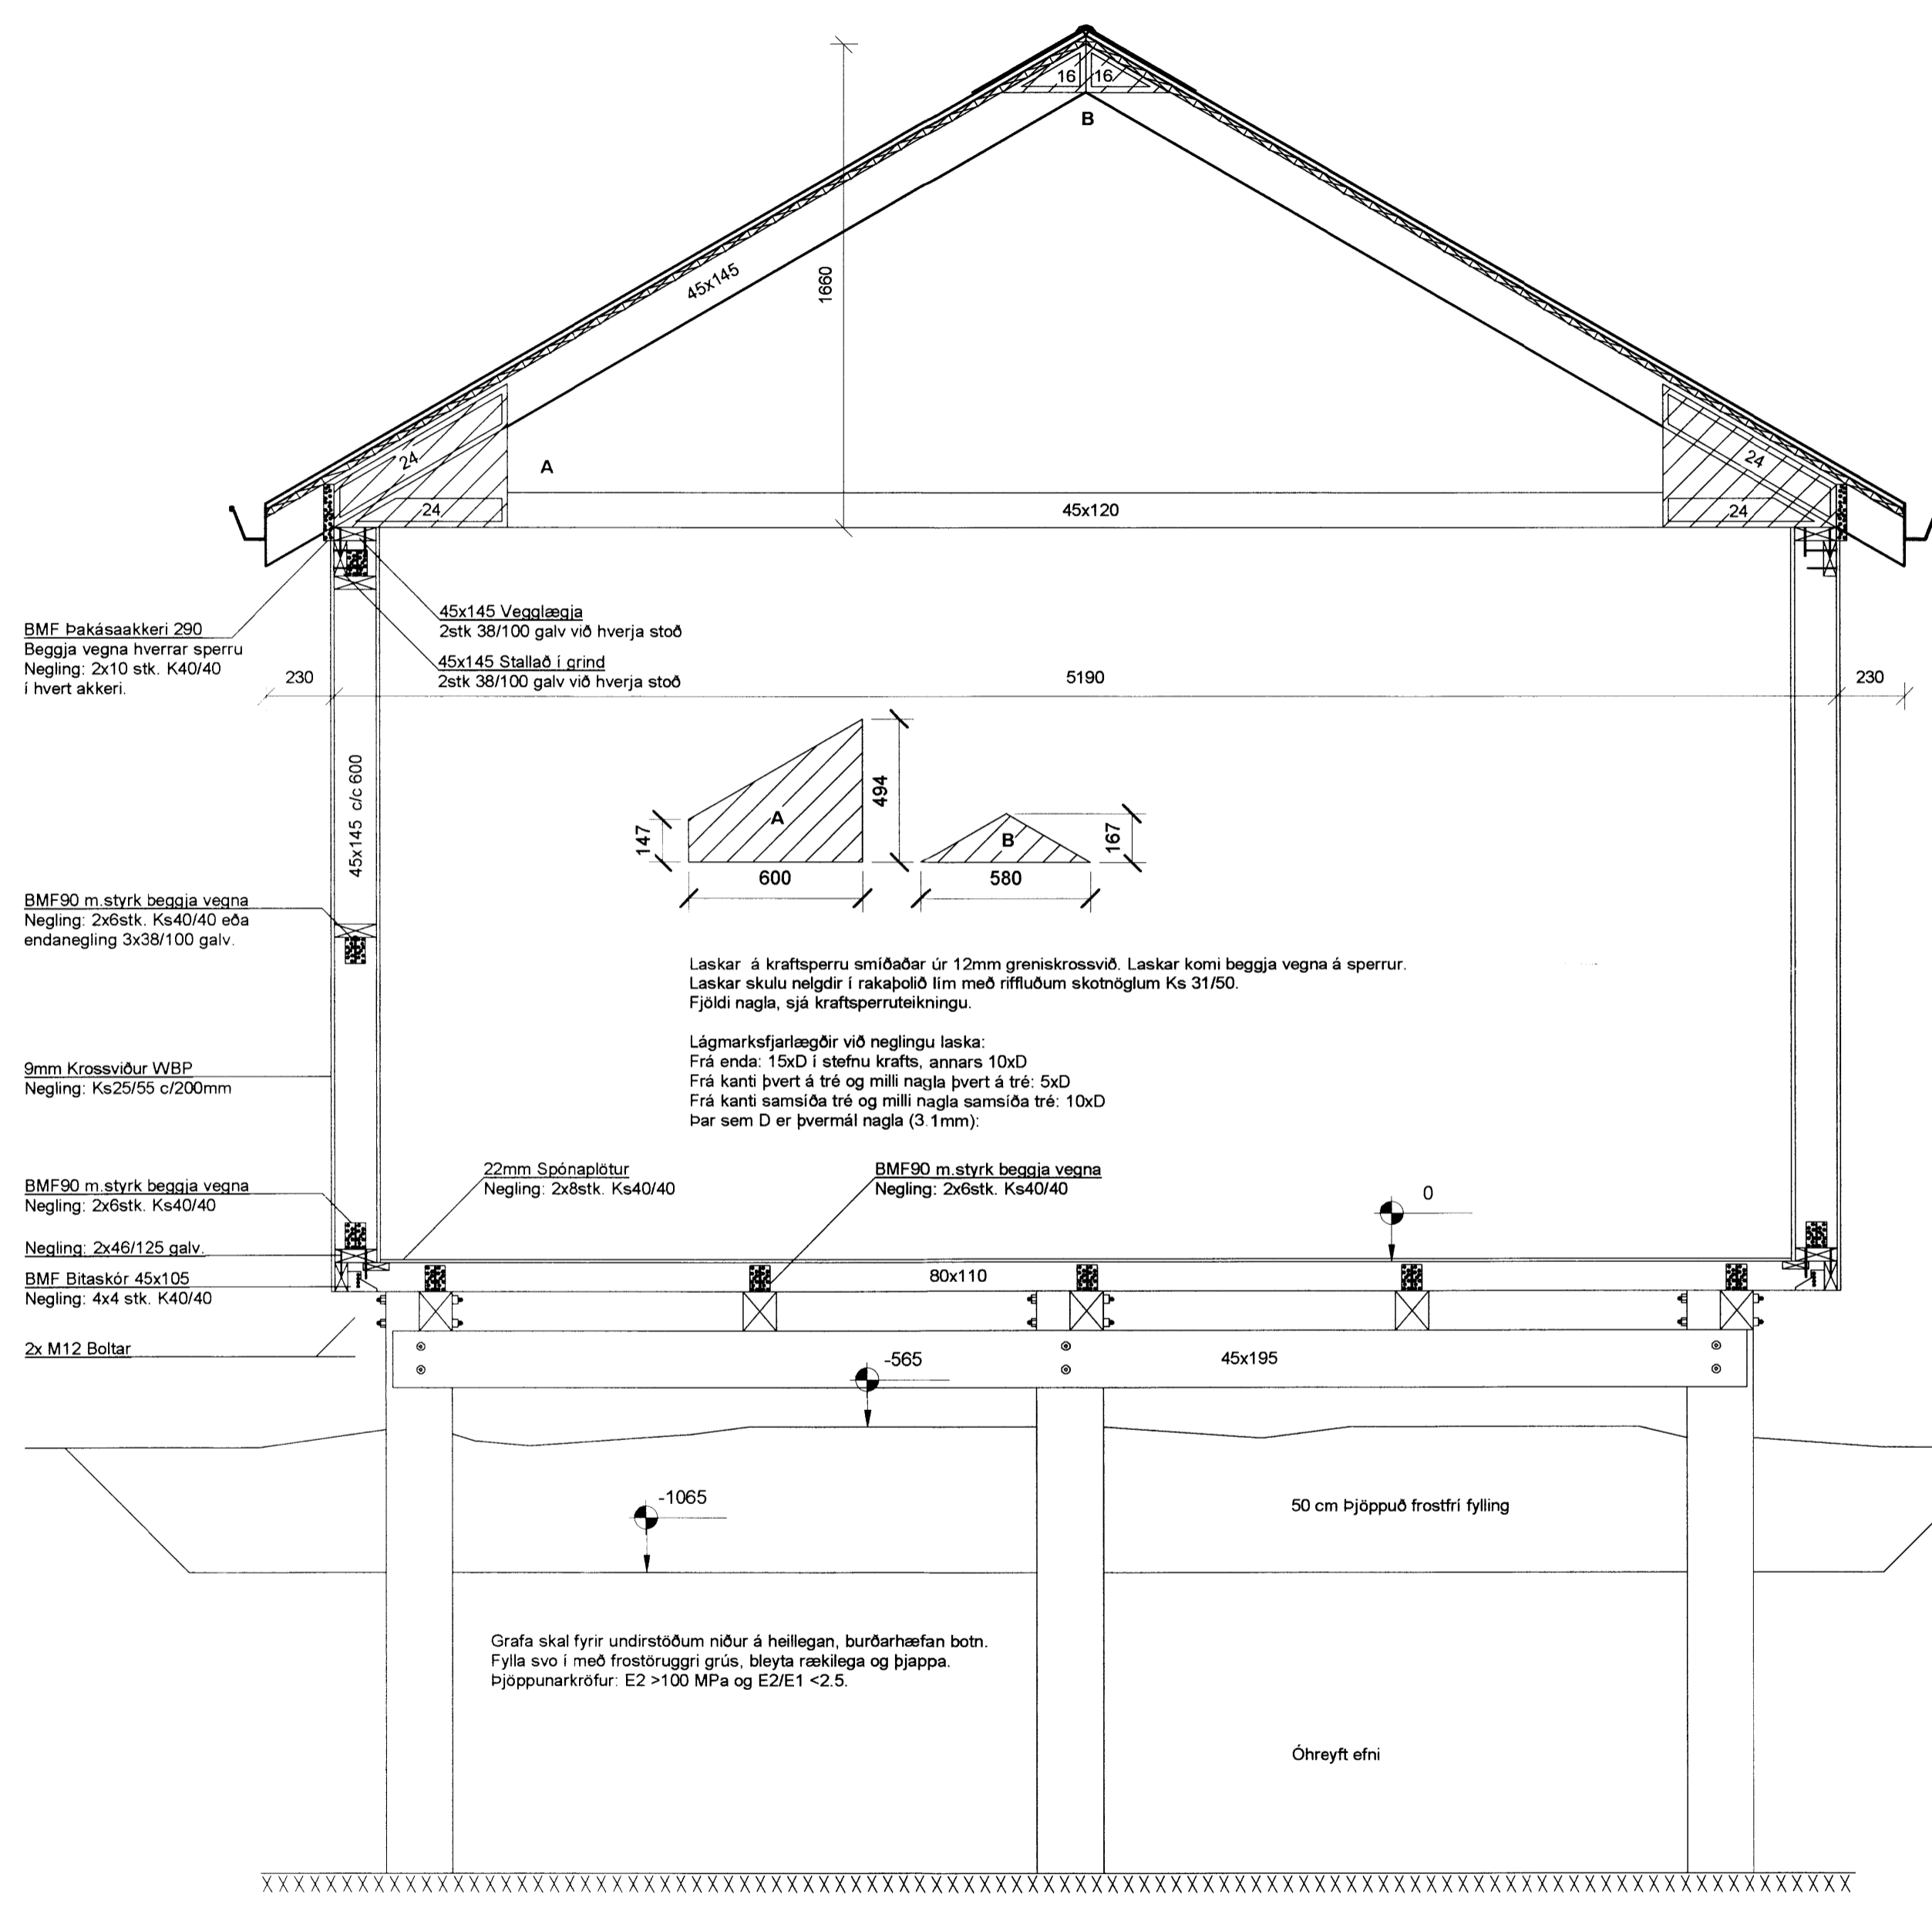 16
16
B
45x145
1660
24
A
24
45x120
24
24
BMF Þakásaakkeri 290
Beggja vegna hverrar sperru
Negling: 2x10 stk. K40/40
í hvert akkeri.
45x145 Vegglægja
2stk 38/100 galv við hverja stoð
45x145 Stallað í grind
2stk 38/100 galv við hverja stoð
230
5190
230
45x145 c/c 600
A
147
494
600
B
167
580
BMF90 m.styrk beggja vegna
Negling: 2x6stk. Ks40/40 eða
endanegling 3x38/100 galv.
Laskar á kraftsperru smíðaðar úr 12mm greniskrossvið. Laskar komi beggja vegna á sperrur.
Laskar skulu nelgdir í rakaþolið lím með riffluðum skotnöglum Ks 31/50.
Fjöldi nagla, sjá kraftsperruteikningu.
Lágmarksfjarlægðir við neglingu laska:
Frá enda: 15xD í stefnu krafts, annars 10xD
Frá kanti þvert á tré og milli nagla þvert á tré: 5xD
Frá kanti samsíða tré og milli nagla samsíða tré: 10xD
Þar sem D er þvermál nagla (3.1mm):
9mm Krossviður WBP
Negling: Ks25/55 c/200mm
22mm Spónaplötur
Negling: 2x8stk. Ks40/40
BMF90 m.styrk beggja vegna
Negling: 2x6stk. Ks40/40
BMF90 m.styrk beggja vegna
Negling: 2x6stk. Ks40/40
0
Negling: 2x46/125 galv.
BMF Bitaskór 45x105
Negling: 4x4 stk. K40/40
80x110
2x M12 Boltar
-565
45x195
-1065
50 cm Þjöppuð frostfrí fylling
Grafa skal fyrir undirstöðum niður á heillegan, burðarhæfan botn.
Fylla svo í með frostöruggri grús, bleyta rækilega og þjappa.
Þjöppunarkröfur: E2 >100 MPa og E2/E1 <2.5.
Óhreyft efni